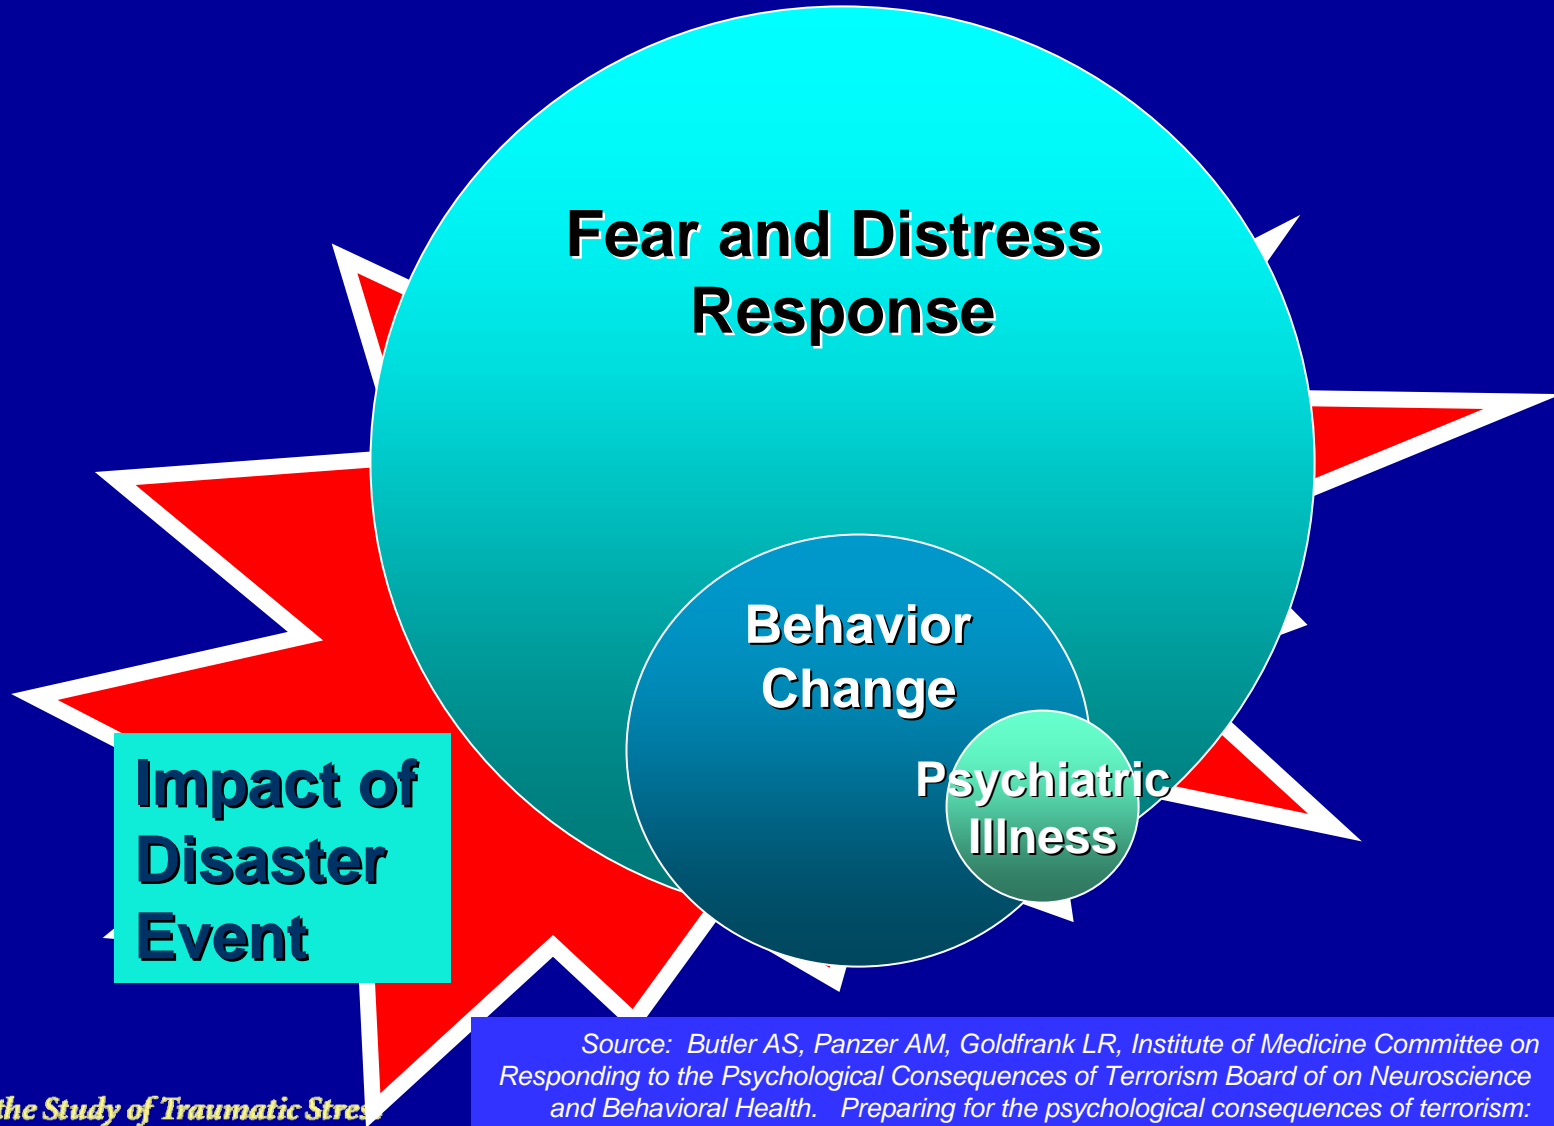 Fear and Distress
Response
Behavior
Change
Psychiatric
Illness
Impact of
Disaster
Event
Source: Butler AS, Panzer AM, Goldfrank LR, Institute of Medicine Committee on
Responding to the Psychological Consequences of Terrorism Board of on Neuroscience
and Behavioral Health. Preparing for the psychological consequences of terrorism:
the Study of Traumatic Stress